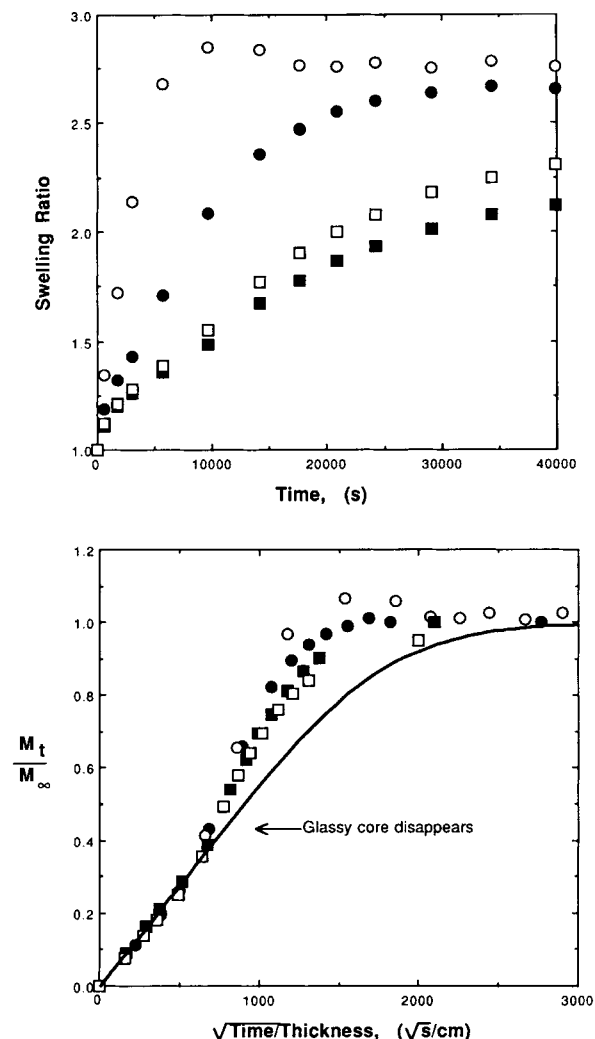 3.0
2.5
2.0
1.5
1.0
Swelling Ratio
0 10000 20000 30000 40000
Time, (s)
1.2
1.0
0.8
0.6
0.4
0.2
0.0
M t
M ∞
Glassy core disappears
0 1000 2000 3000
√Time/Thickness, (√s/cm)